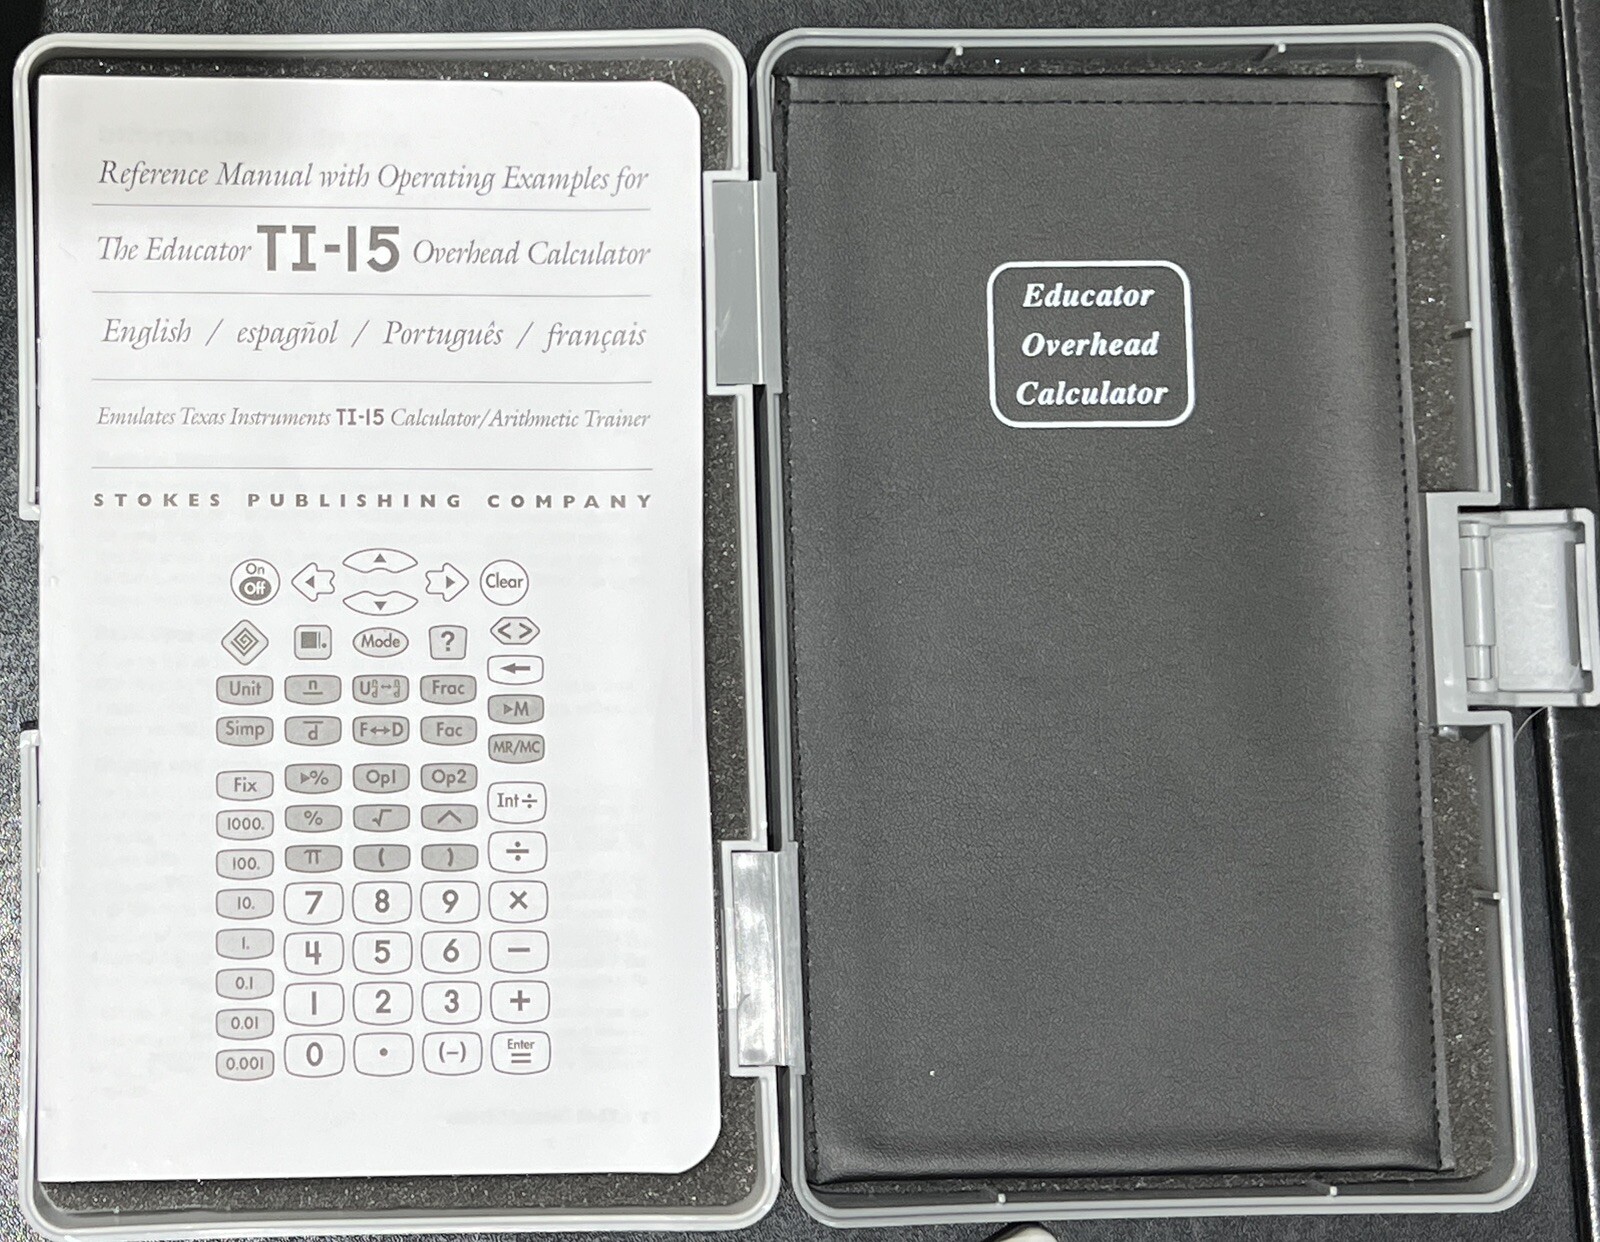 Reference Manual with Operating Examples for
The Educator TI-15 Overhead Calculator
English / espagñol / Português / français
Emulates Texas Instruments TI-15 Calculator/Arithmetic Trainer
STOKES PUBLISHING COMPANY
On
Off
Clear
Mode ?
< >
Unit n U n/d ↔ n/d Frac
←
▶M
Simp d F↔D Fac
MR/MC
Fix ▶% Op1 Op2
Int÷
1000. % √ ^
100. π ( ) ÷
10. 7 8 9 ×
1. 4 5 6 −
0.1
1 2 3 +
0.01
0 . (−) Enter =
0.001
Educator
Overhead
Calculator